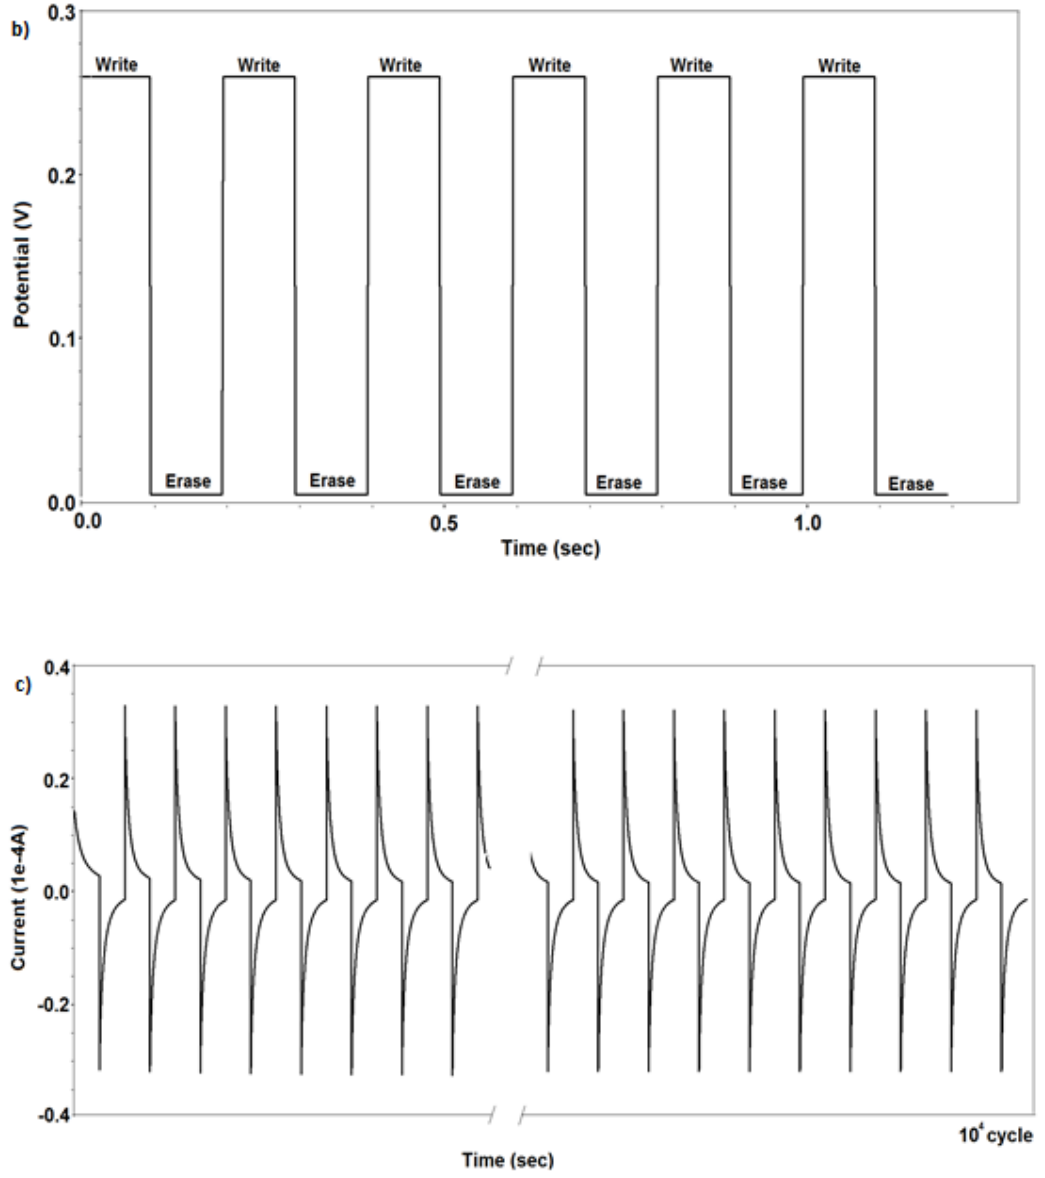 b)
0.3
Write Write Write Write Write Write
0.2
Potential (V)
0.1
Erase Erase Erase Erase Erase Erase
0.0
0.0 0.5 1.0
Time (sec)
c)
0.4
0.2
Current (1e-4A)
0.0
-0.2
-0.4
10⁴ cycle
Time (sec)